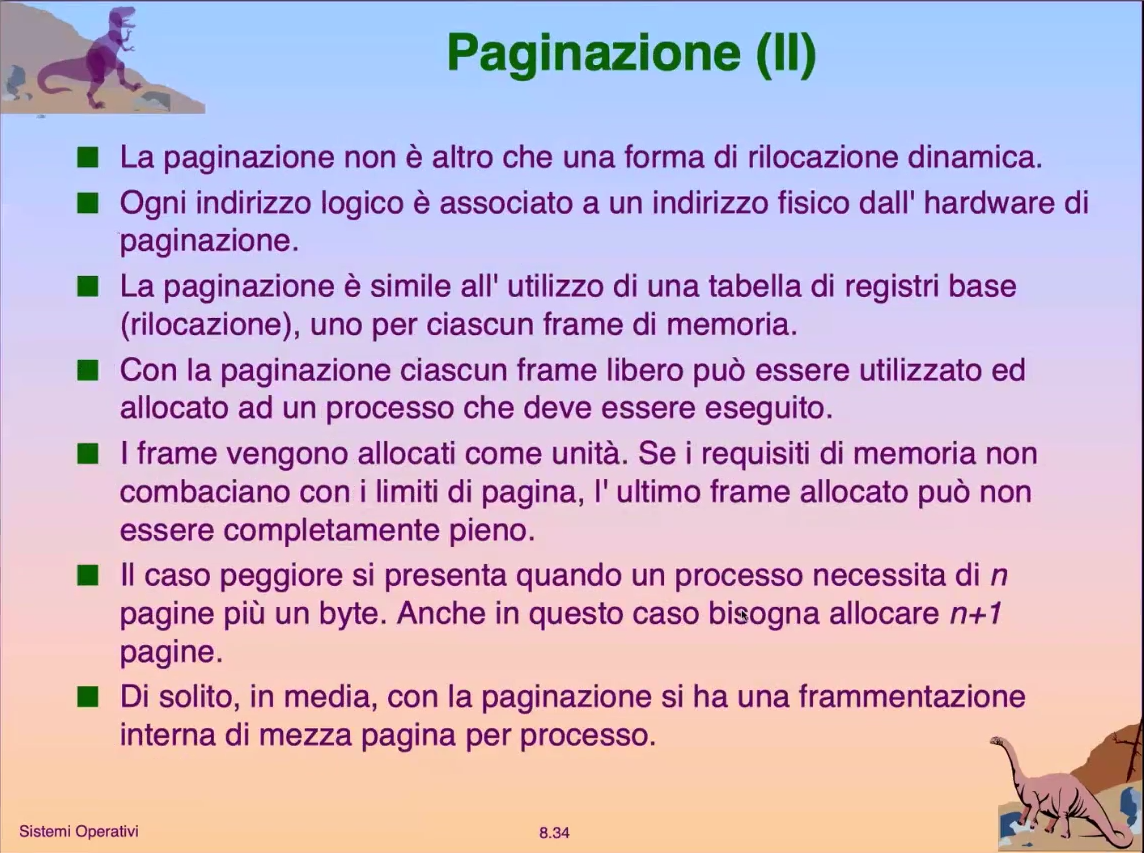 Paginazione (II)
La paginazione non è altro che una forma di rilocazione dinamica.
Ogni indirizzo logico è associato a un indirizzo fisico dall' hardware di
paginazione.
La paginazione è simile all' utilizzo di una tabella di registri base
(rilocazione), uno per ciascun frame di memoria.
Con la paginazione ciascun frame libero può essere utilizzato ed
allocato ad un processo che deve essere eseguito.
I frame vengono allocati come unità. Se i requisiti di memoria non
combaciano con i limiti di pagina, l' ultimo frame allocato può non
essere completamente pieno.
Il caso peggiore si presenta quando un processo necessita di n
pagine più un byte. Anche in questo caso bisogna allocare n+1
pagine.
Di solito, in media, con la paginazione si ha una frammentazione
interna di mezza pagina per processo.
Sistemi Operativi
8.34